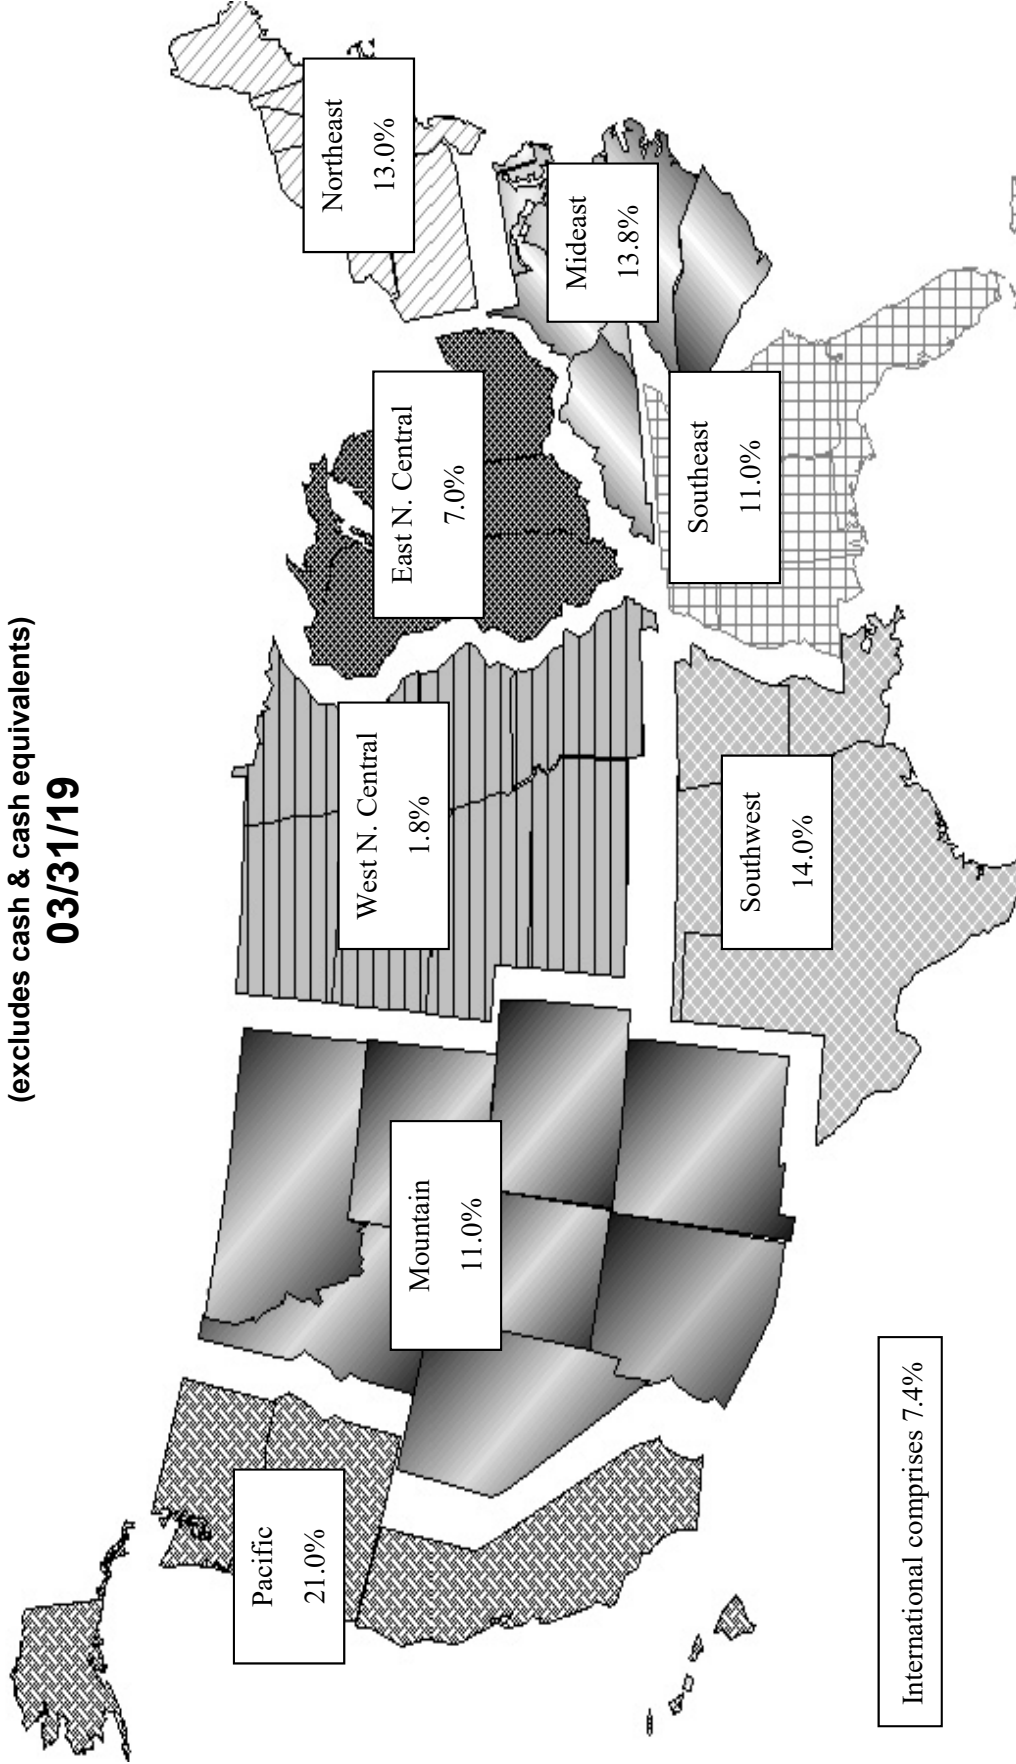 (excludes cash & cash equivalents)
03/31/19
Pacific
21.0%
Mountain
11.0%
West N. Central
1.8%
East N. Central
7.0%
Northeast
13.0%
Mideast
13.8%
Southeast
11.0%
Southwest
14.0%
International comprises 7.4%